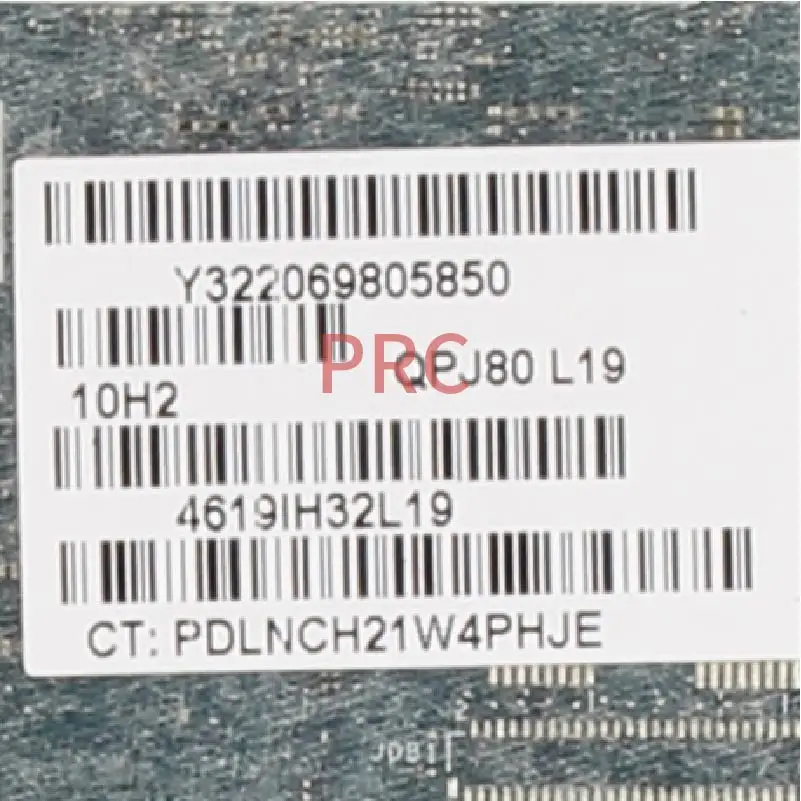 Y322069805850
PRC
QPJ80 L19
10H2
4619IH32L19
CT: PDLNCH21W4PHJE
JDB1